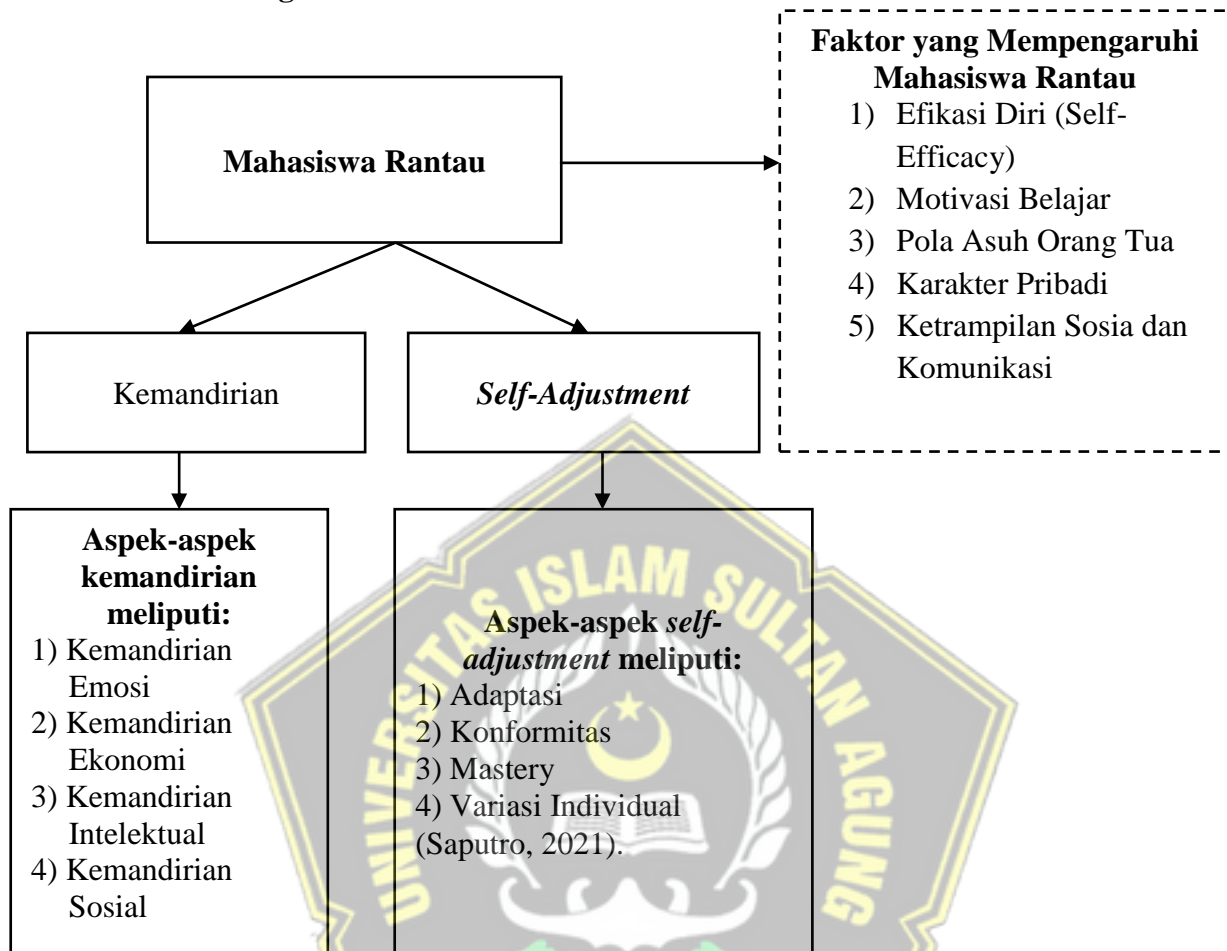 Faktor yang Mempengaruhi
Mahasiswa Rantau
1) Efikasi Diri (Self-
Efficacy)
2) Motivasi Belajar
3) Pola Asuh Orang Tua
4) Karakter Pribadi
5) Ketrampilan Sosia dan
Komunikasi
Mahasiswa Rantau
Kemandirian
Self-Adjustment
Aspek-aspek
kemandirian
meliputi:
1) Kemandirian
Emosi
2) Kemandirian
Ekonomi
3) Kemandirian
Intelektual
4) Kemandirian
Sosial
Aspek-aspek self-
adjustment meliputi:
1) Adaptasi
2) Konformitas
3) Mastery
4) Variasi Individual
(Saputro, 2021).
UNIVERSITAS ISLAM SULTAN AGUNG